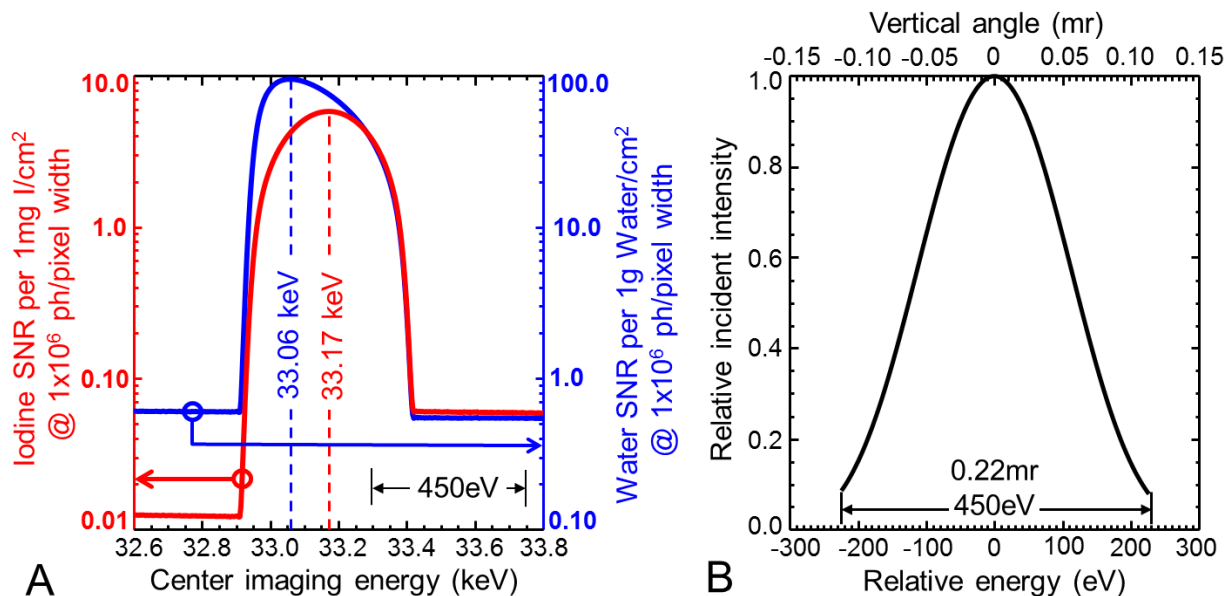 10.0
1.0
0.10
0.01
Iodine SNR per 1mg I/cm²
@ 1x10⁶ ph/pixel width
33.06 keV
33.17 keV
450eV
100.0
10.0
1.0
0.10
Water SNR per 1g Water/cm²
@ 1x10⁶ ph/pixel width
32.6 32.8 33.0 33.2 33.4 33.6 33.8
Center imaging energy (keV)
A
Vertical angle (mr)
-0.15 -0.10 -0.05 0 0.05 0.10 0.15
1.0
0.8
0.6
0.4
0.2
0.0
Relative incident intensity
0.22mr
450eV
-300 -200 -100 0 100 200 300
Relative energy (eV)
B